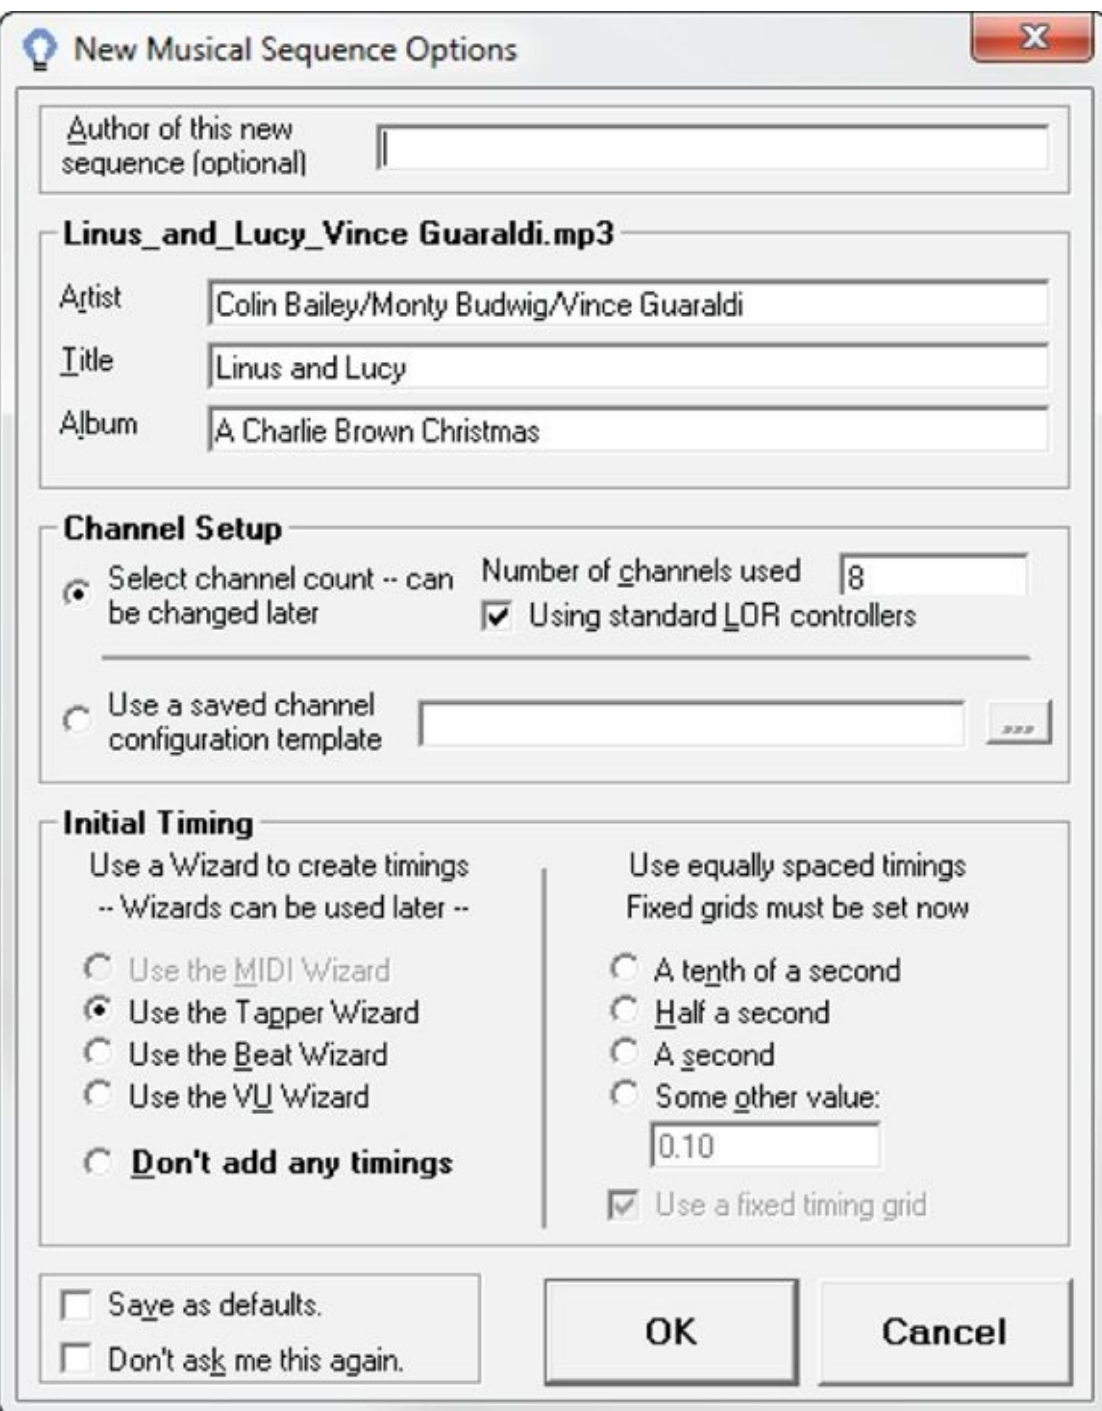 New Musical Sequence Options
Author of this new
sequence (optional)
Linus_and_Lucy_Vince Guaraldi.mp3
Artist
Colin Bailey/Monty Budwig/Vince Guaraldi
Title
Linus and Lucy
Album
A Charlie Brown Christmas
Channel Setup
Select channel count -- can
be changed later
Number of channels used
8
Using standard LOR controllers
Use a saved channel
configuration template
Initial Timing
Use a Wizard to create timings
-- Wizards can be used later --
Use the MIDI Wizard
Use the Tapper Wizard
Use the Beat Wizard
Use the VU Wizard
Don't add any timings
Use equally spaced timings
Fixed grids must be set now
A tenth of a second
Half a second
A second
Some other value:
0.10
Use a fixed timing grid
Save as defaults.
Don't ask me this again.
OK
Cancel